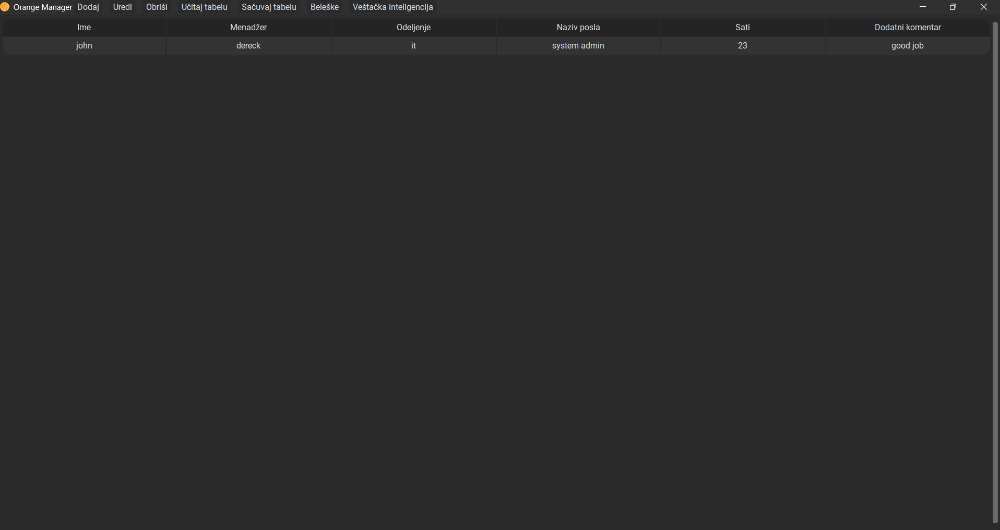 Orange Manager Dodaj Uredi Obriši Učitaj tabelu Sačuvaj tabelu Beleške Veštačka inteligencija
Ime Menadžer Odeljenje Naziv posla Sati Dodatni komentar
john dereck it system admin 23 good job